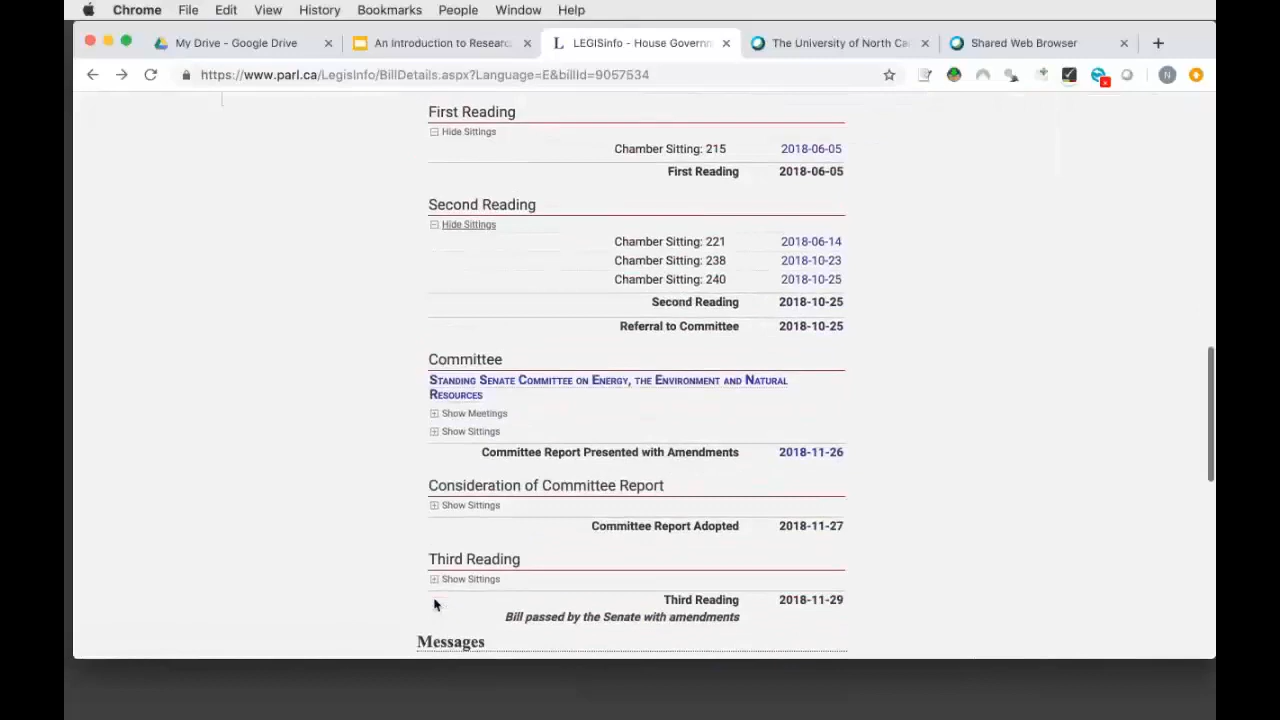 Chrome File Edit View History Bookmarks People Window Help
My Drive - Google Drive
An Introduction to Researc
LEGISinfo - House Governm
The University of North Ca
Shared Web Browser
https://www.parl.ca/LegisInfo/BillDetails.aspx?Language=E&billId=9057534
N
First Reading
Hide Sittings
Chamber Sitting: 215 2018-06-05
First Reading 2018-06-05
Second Reading
Hide Sittings
Chamber Sitting: 221 2018-06-14
Chamber Sitting: 238 2018-10-23
Chamber Sitting: 240 2018-10-25
Second Reading 2018-10-25
Referral to Committee 2018-10-25
Committee
Standing Senate Committee on Energy, the Environment and Natural
Resources
Show Meetings
Show Sittings
Committee Report Presented with Amendments 2018-11-26
Consideration of Committee Report
Show Sittings
Committee Report Adopted 2018-11-27
Third Reading
Show Sittings
Third Reading 2018-11-29
Bill passed by the Senate with amendments
Messages